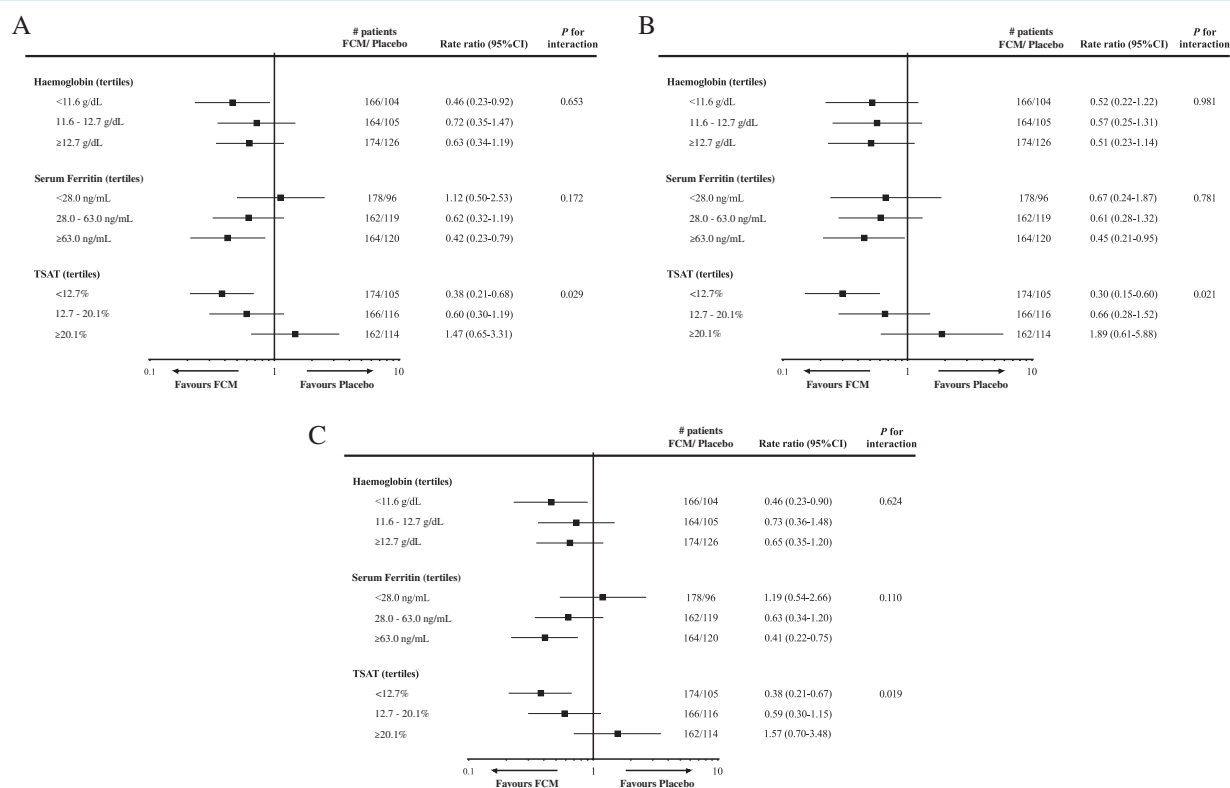 A
# patients P for
FCM/ Placebo Rate ratio (95%CI) interaction
Haemoglobin (tertiles)
<11.6 g/dL 166/104 0.46 (0.23-0.92) 0.653
11.6 - 12.7 g/dL 164/105 0.72 (0.35-1.47)
≥12.7 g/dL 174/126 0.63 (0.34-1.19)
Serum Ferritin (tertiles)
<28.0 ng/mL 178/96 1.12 (0.50-2.53) 0.172
28.0 - 63.0 ng/mL 162/119 0.62 (0.32-1.19)
≥63.0 ng/mL 164/120 0.42 (0.23-0.79)
TSAT (tertiles)
<12.7% 174/105 0.38 (0.21-0.68) 0.029
12.7 - 20.1% 166/116 0.60 (0.30-1.19)
≥20.1% 162/114 1.47 (0.65-3.31)
0.1 1 10
Favours FCM Favours Placebo
B
# patients P for
FCM/ Placebo Rate ratio (95%CI) interaction
Haemoglobin (tertiles)
<11.6 g/dL 166/104 0.52 (0.22-1.22) 0.981
11.6 - 12.7 g/dL 164/105 0.57 (0.25-1.31)
≥12.7 g/dL 174/126 0.51 (0.23-1.14)
Serum Ferritin (tertiles)
<28.0 ng/mL 178/96 0.67 (0.24-1.87) 0.781
28.0 - 63.0 ng/mL 162/119 0.61 (0.28-1.32)
≥63.0 ng/mL 164/120 0.45 (0.21-0.95)
TSAT (tertiles)
<12.7% 174/105 0.30 (0.15-0.60) 0.021
12.7 - 20.1% 166/116 0.66 (0.28-1.52)
≥20.1% 162/114 1.89 (0.61-5.88)
0.1 1 10
Favours FCM Favours Placebo
C
# patients P for
FCM/ Placebo Rate ratio (95%CI) interaction
Haemoglobin (tertiles)
<11.6 g/dL 166/104 0.46 (0.23-0.90) 0.624
11.6 - 12.7 g/dL 164/105 0.73 (0.36-1.48)
≥12.7 g/dL 174/126 0.65 (0.35-1.20)
Serum Ferritin (tertiles)
<28.0 ng/mL 178/96 1.19 (0.54-2.66) 0.110
28.0 - 63.0 ng/mL 162/119 0.63 (0.34-1.20)
≥63.0 ng/mL 164/120 0.41 (0.22-0.75)
TSAT (tertiles)
<12.7% 174/105 0.38 (0.21-0.67) 0.019
12.7 - 20.1% 166/116 0.59 (0.30-1.15)
≥20.1% 162/114 1.57 (0.70-3.48)
0.1 1 10
Favours FCM Favours Placebo